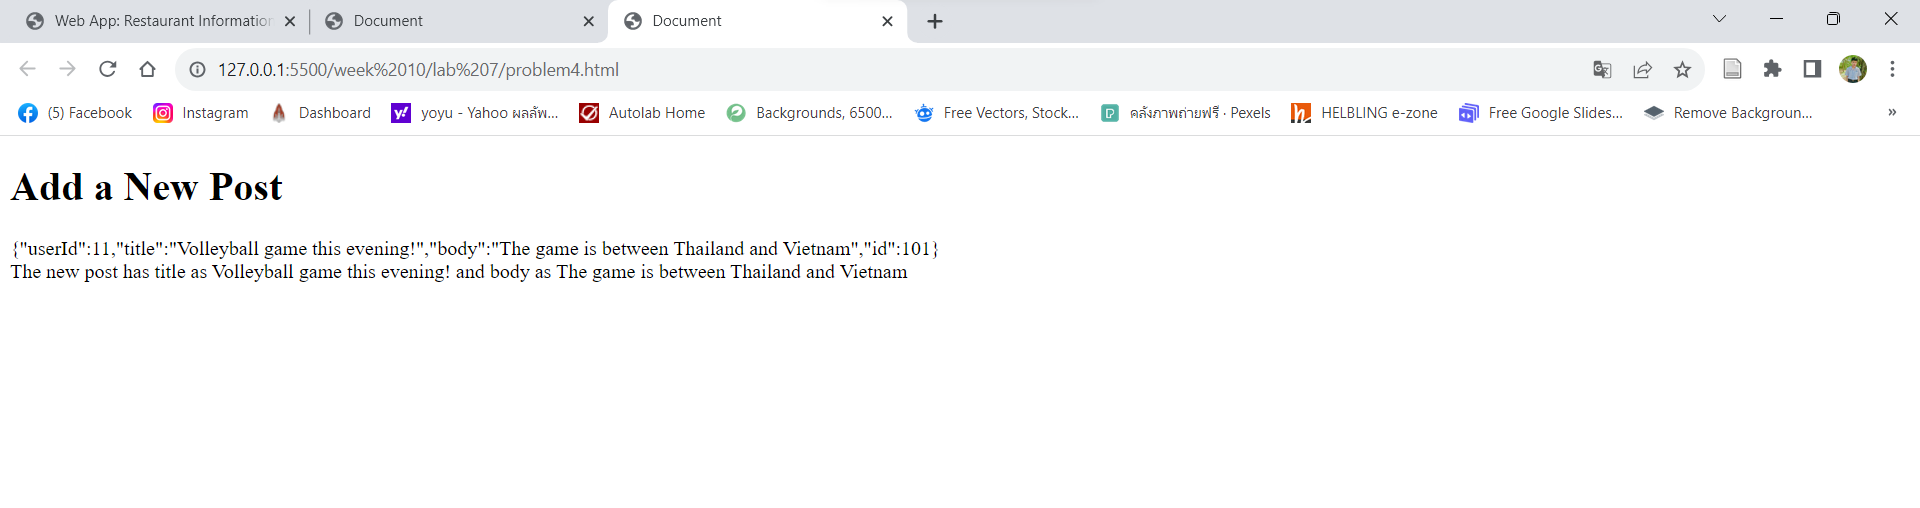 Web App: Restaurant Information
Document
Document
127.0.0.1:5500/week%2010/lab%207/problem4.html
(5) Facebook
Instagram
Dashboard
yoyu - Yahoo ผลลัพ...
Autolab Home
Backgrounds, 6500...
Free Vectors, Stock...
คลังภาพถ่ายฟรี · Pexels
HELBLING e-zone
Free Google Slides...
Remove Backgroun...
»
Add a New Post
{"userId":11,"title":"Volleyball game this evening!","body":"The game is between Thailand and Vietnam","id":101}
The new post has title as Volleyball game this evening! and body as The game is between Thailand and Vietnam